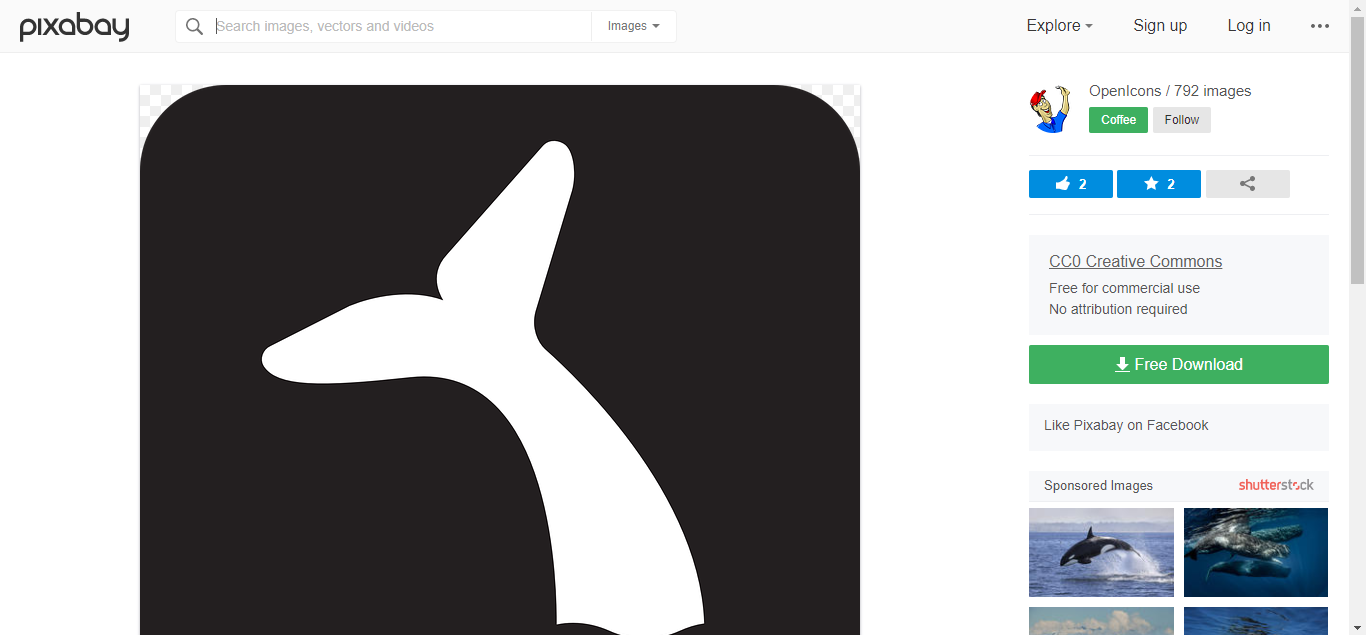 pixabay
Search images, vectors and videos
Images
Explore
Sign up
Log in
OpenIcons / 792 images
Coffee
Follow
2
2
CC0 Creative Commons
Free for commercial use
No attribution required
Free Download
Like Pixabay on Facebook
Sponsored Images
shutterstock